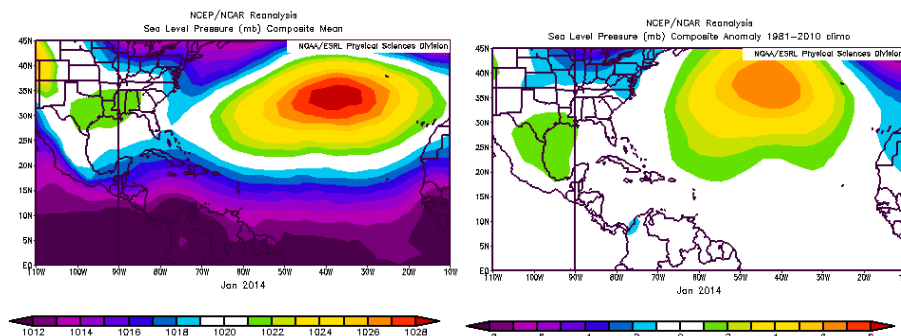 NCEP/NCAR Reanalysis
Sea Level Pressure (mb) Composite Mean
NOAA/ESRL Physical Sciences Division
45N
40N
35N
30N
25N
20N
15N
10N
5N
EQ
110W 100W 90W 80W 70W 60W 50W 40W 30W 20W 10W
Jan 2014
1012 1014 1016 1018 1020 1022 1024 1026 1028
NCEP/NCAR Reanalysis
Sea Level Pressure (mb) Composite Anomaly 1981-2010 climo
NOAA/ESRL Physical Sciences Division
45N
40N
35N
30N
25N
20N
15N
10N
5N
EQ
110W 100W 90W 80W 70W 60W 50W 40W 30W 20W 10W
Jan 2014